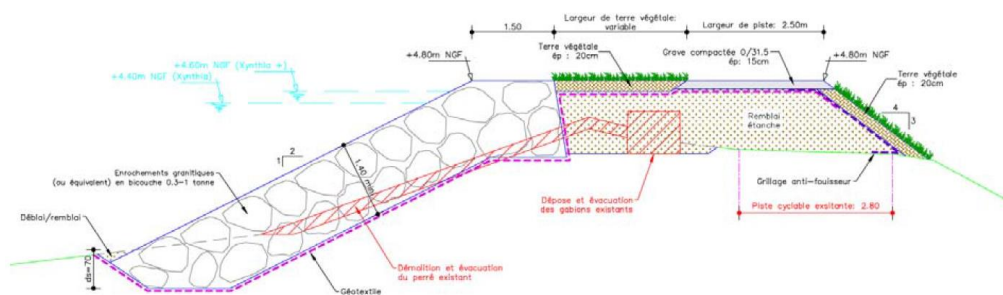 1.50
Largeur de terre végétale:
variable
Largeur de piste: 2.50m
+4.60m NGF (Xynthia +)
+4.40m NGF (Xynthia)
+4.80m NGF
Terre végétale
ép : 20cm
Grave compactée 0/31.5
ép: 15cm
+4.80m NGF
Terre végétale
ép : 20cm
4
3
Remblai
étanche
2
1
1.40 min
Enrochements granitiques
(ou équivalent) en bicouche 0.3-1 tonne
Grillage anti-fouisseur
Dépose et évacuation
des gabions existants
Piste cyclable exsitante: 2.80
Déblai/remblai
ds=70
Démolition et évacuation
du perré existant
Géotextile